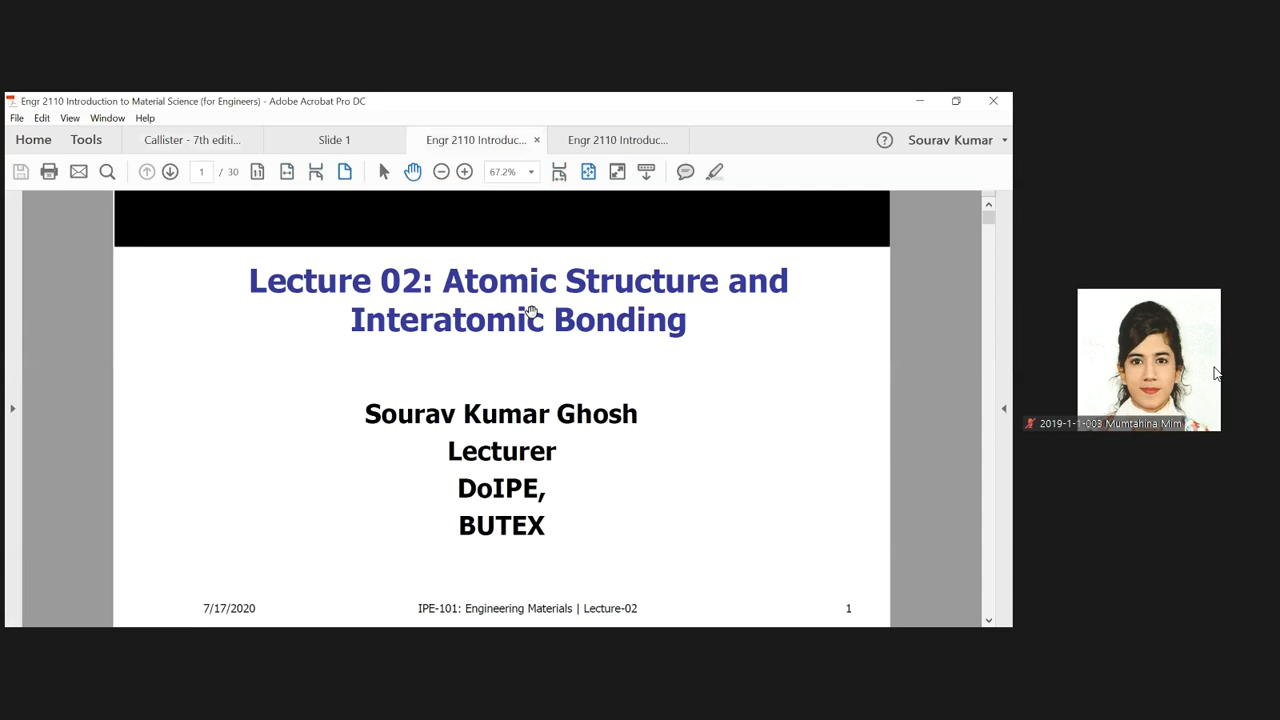 Engr 2110 Introduction to Material Science (for Engineers) - Adobe Acrobat Pro DC
File Edit View Window Help
Home Tools Callister - 7th editi... Slide 1 Engr 2110 Introduc... × Engr 2110 Introduc... Sourav Kumar
1 / 30 67.2%
Lecture 02: Atomic Structure and
Interatomic Bonding
Sourav Kumar Ghosh
Lecturer
DoIPE,
BUTEX
7/17/2020 IPE-101: Engineering Materials | Lecture-02 1
2019-1-1-003 Mumtahina Mim